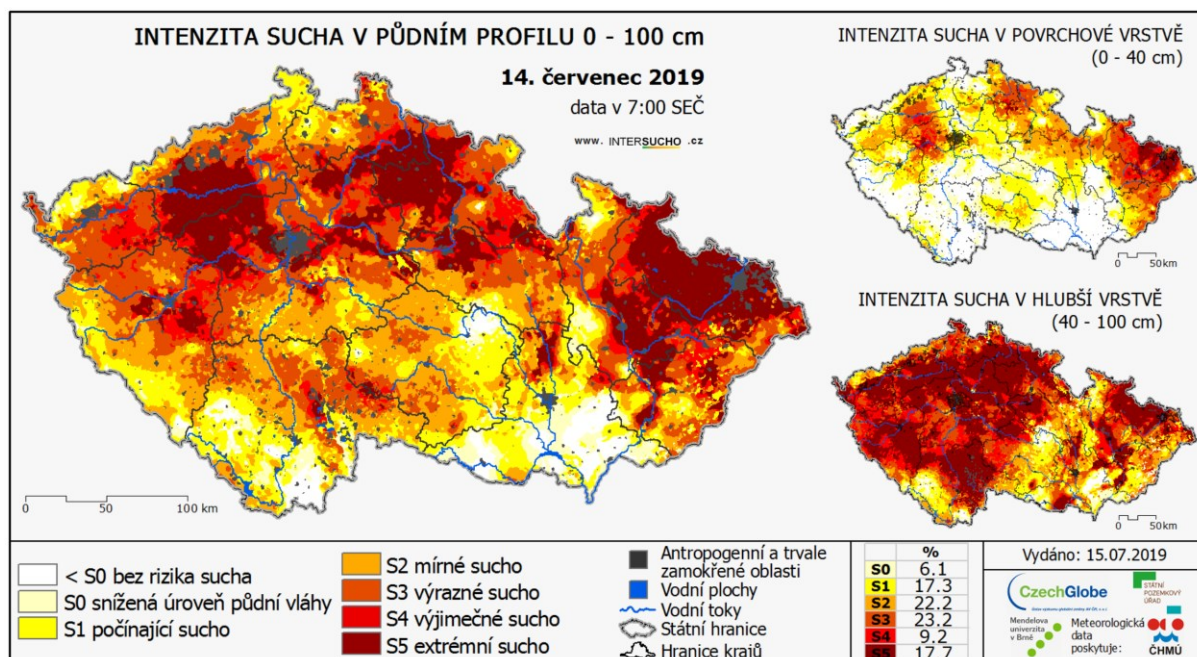 INTENZITA SUCHA V PŮDNÍM PROFILU 0 - 100 cm
14. červenec 2019
data v 7:00 SEČ
www. INTERSUCHO .cz
0 50 100 km
INTENZITA SUCHA V POVRCHOVÉ VRSTVĚ
(0 - 40 cm)
0 50km
INTENZITA SUCHA V HLUBŠÍ VRSTVĚ
(40 - 100 cm)
0 50km
< S0 bez rizika sucha
S0 snížená úroveň půdní vláhy
S1 počínající sucho
S2 mírné sucho
S3 výrazné sucho
S4 výjimečné sucho
S5 extrémní sucho
Antropogenní a trvale
zamokřené oblasti
Vodní plochy
Vodní toky
Státní hranice
Hranice krajů
%
S0 6.1
S1 17.3
S2 22.2
S3 23.2
S4 9.2
S5 17.7
Vydáno: 15.07.2019
CzechGlobe
STÁTNÍ
POZEMKOVÝ
ÚŘAD
Mendelova
univerzita
v Brně
Meteorologická
data
poskytuje:
ČHMÚ